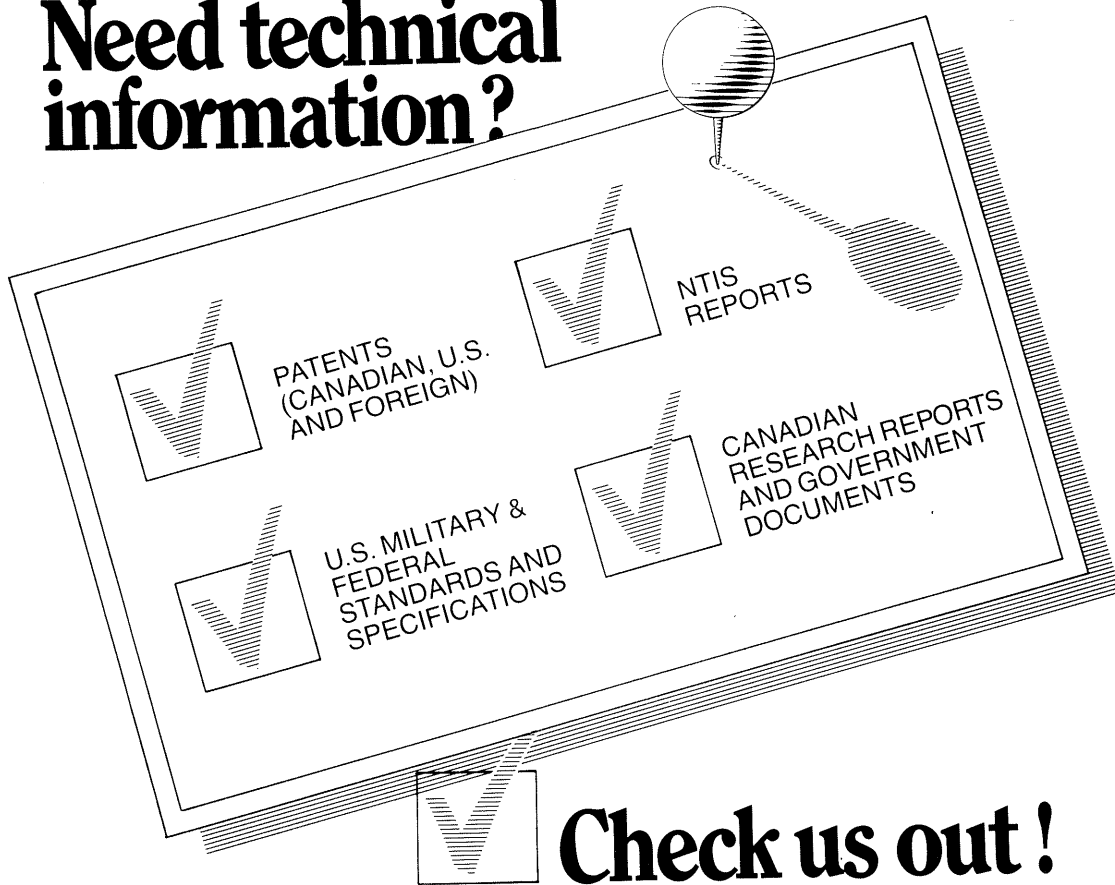 Need technical
information?
PATENTS
(CANADIAN, U.S.
AND FOREIGN)
NTIS
REPORTS
U.S. MILITARY &
FEDERAL
STANDARDS AND
SPECIFICATIONS
CANADIAN
RESEARCH REPORTS
AND GOVERNMENT
DOCUMENTS
Check us out!